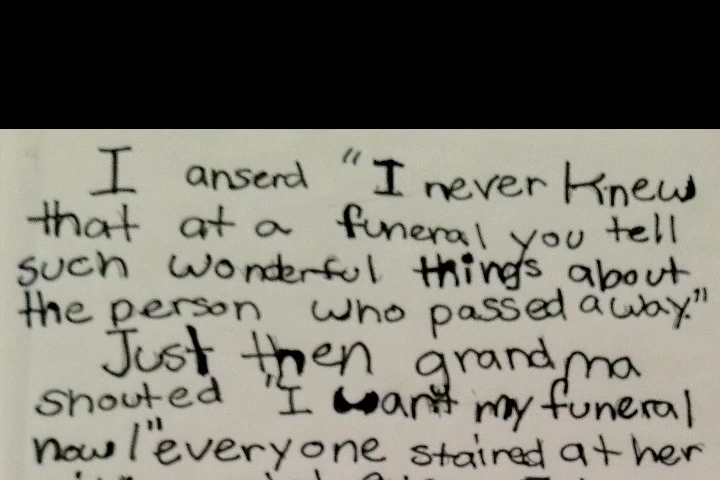 I anserd "I never knew
that at a funeral you tell
such wonderful things about
the person who passed away."
Just then grandma
shouted "I want my funeral
now!" everyone staired at her